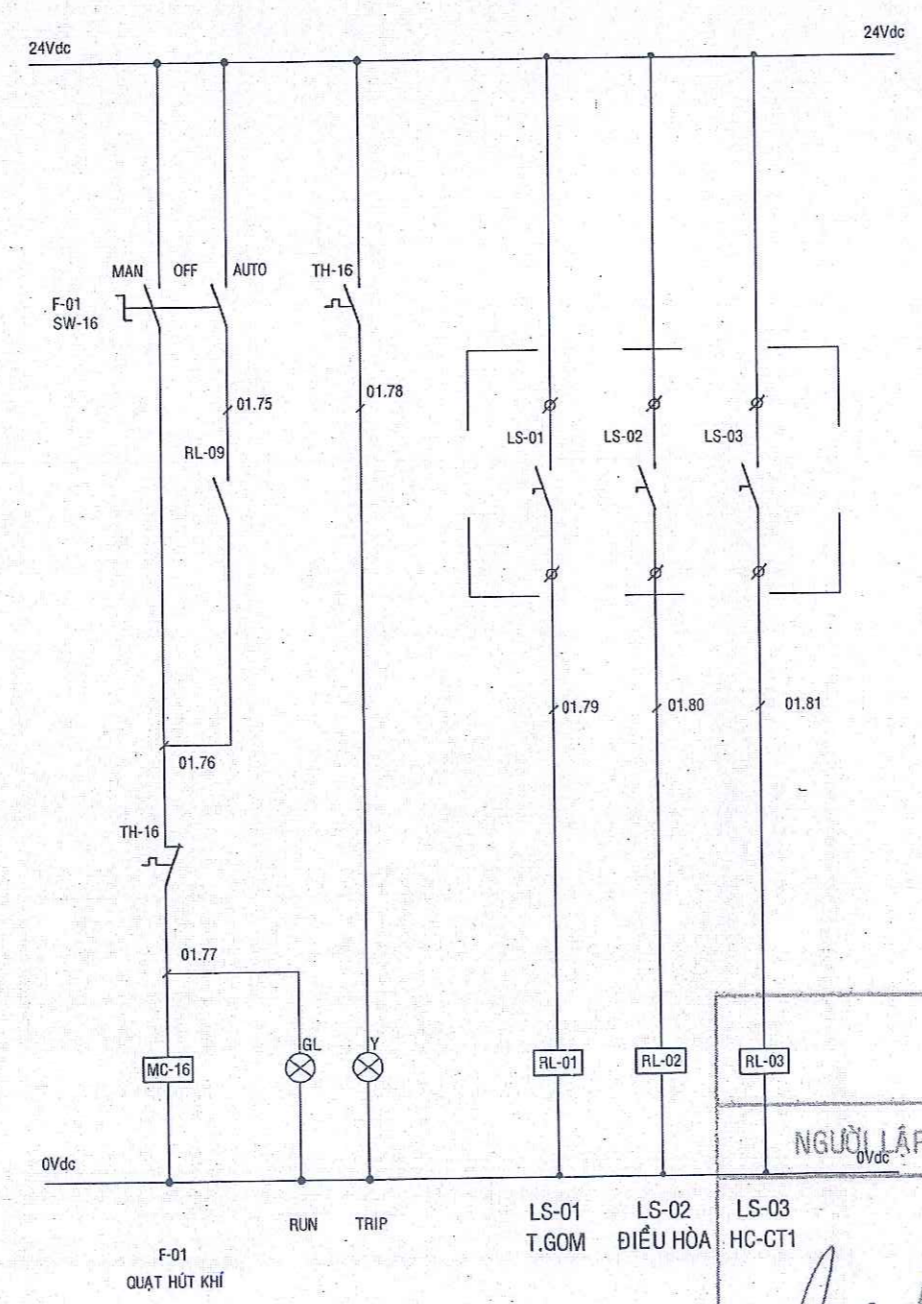 24Vdc
24Vdc
MAN OFF AUTO
TH-16
F-01
SW-16
01.75
01.78
RL-09
LS-01
LS-02
LS-03
01.79
01.80
01.81
01.76
TH-16
01.77
GL
Y
MC-16
RL-01
RL-02
RL-03
NGƯỜI LẬP
0Vdc
0Vdc
RUN
TRIP
LS-01
T.GOM
LS-02
ĐIỀU HÒA
LS-03
HC-CT1
F-01
QUẠT HÚT KHÍ